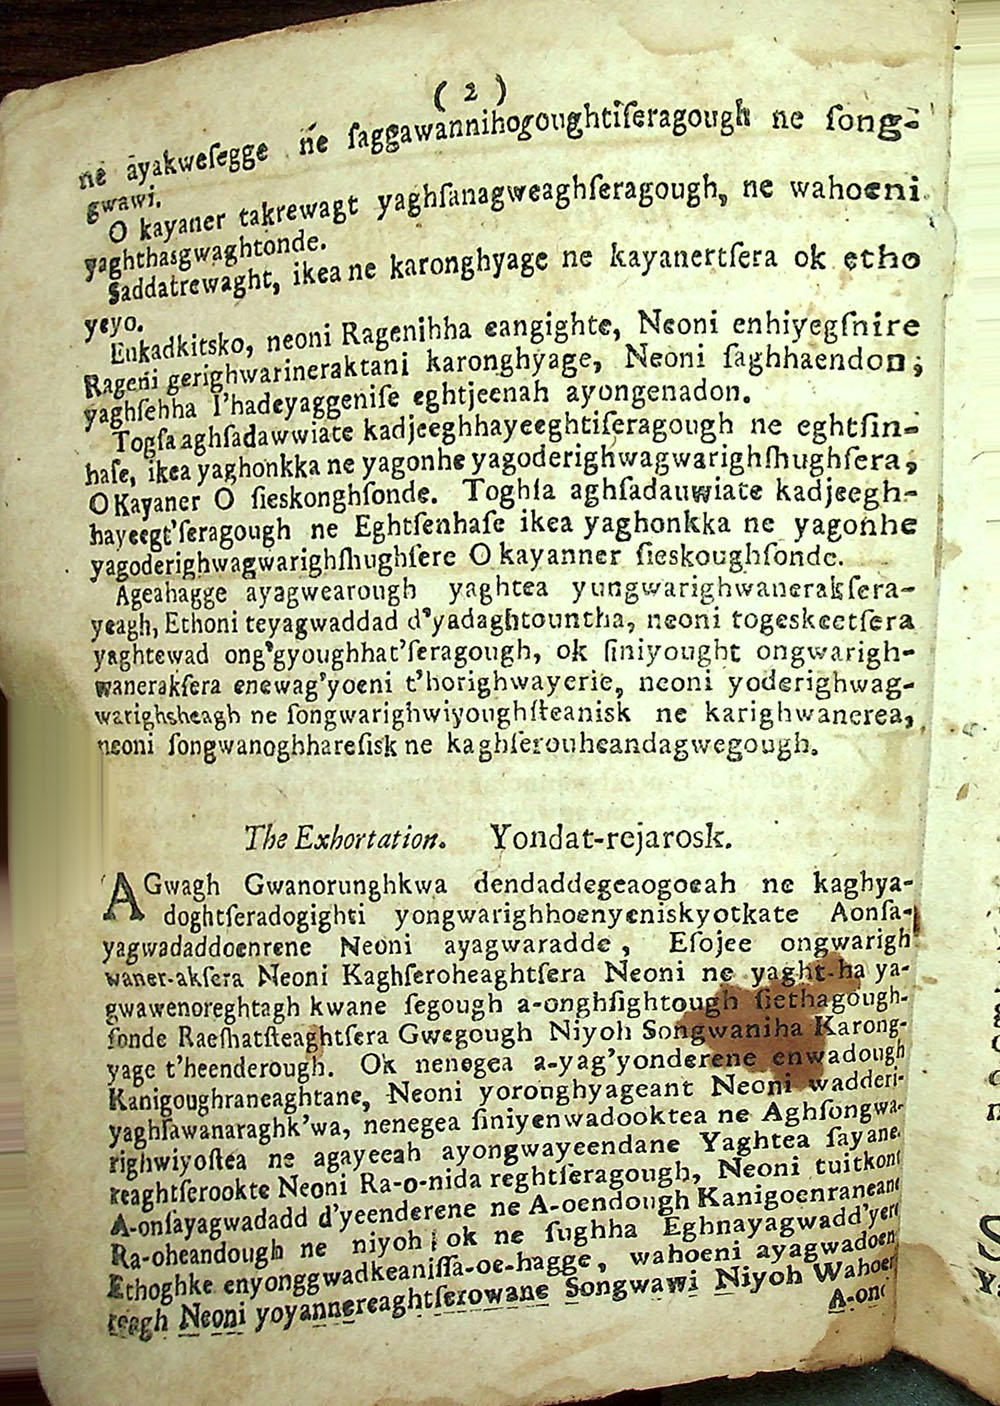 ( 2 )
ne ayakweſegge ne ſaggawannihogoughtiſeragough ne ſong-
gwawi.
O kayaner takrewagt yaghſanagweaghſeragough, ne wahoeni
yaghthasgwaghtonde.
Saddatrewaght, ikea ne karonghyage ne kayanertſera ok etho
yeyo.
Enkadkitsko, neoni Ragenihha eangighte, Neoni enhiyegſnire
Rageñi gerighwarineraktani karonghyage, Neoni ſaghhaendon;
yaghſehha I'hadeyaggeniſe eghtjeenah ayongenadon.
Togſa aghſadawwiate kadjeeghhayeeghtiſeragough ne eghtſin-
haſe, ikea yaghonkka ne yagonhe yagoderighwagwarighſhughſera,
O Kayaner O ſieskonghſonde. Toghſa aghſadauwiate kadjeegh-
hayeegt'ſeragough ne Eghtſenhaſe ikea yaghonkka ne yagonhe
yagoderighwagwarighſhughſere O kayanner ſieskoughſonde.
Ageahagge ayagwearough yaghtea yungwarighwanerakſera-
yeagh, Ethoni teyagwaddad d'yadaghtountha, neoni togeskeetſera
yaghtewad ong'gyoughhat'ſeragough, ok ſiniyought ongwarigh-
wanerakſera enewag'yoeni t'horighwayerie, neoni yoderighwag-
warighsheagh ne ſongwarighwiyoughſteanisk ne karighwanerea,
neoni ſongwanoghhareſisk ne kaghſerouheandagwegough.
The Exhortation. Yondat-rejarosk.
AGwagh Gwanorunghkwa dendaddegeaogoeah ne kaghya-
doghtſeradogighti yongwarighhoenyeniskyotkate Aonſa-
yagwadaddoenrene Neoni ayagwaradde, Eſojee ongwarigh
waner-akſera Neoni Kaghſeroheaghtſera Neoni ne yaght-ha ya-
gwawenoreghtagh kwane ſegough a-onghſightough ſiethagough-
ſonde Raeſhatſteaghtſera Gwegough Niyoh Songwaniha Karong-
yage t'heenderough. Ok nenegea a-yag'yonderene enwadough
Kanigoughraneaghtane, Neoni yoronghyageant Neoni wadderi-
yaghſawanaraghk'wa, nenegea ſiniyenwadooktea ne Aghſongwa-
righwiyoſtea ne agayeeah ayongwayeendane Yaghtea ſayane
reaghtſerookte Neoni Ra-o-nida reghtſeragough, Neoni tuitkont
A-onſayagwadadd d'yeenderene ne A-oendough Kanigoenraneane
Ra-oheandough ne niyoh; ok ne ſughha Eghnayagwadd'yere
Ethoghke enyonggwadkeaniſſa-oe-hagge, wahoeni ayagwadoen
reagh Neoni yoyannereaghtſerowane Songwawi Niyoh Wahoen
A-onſ